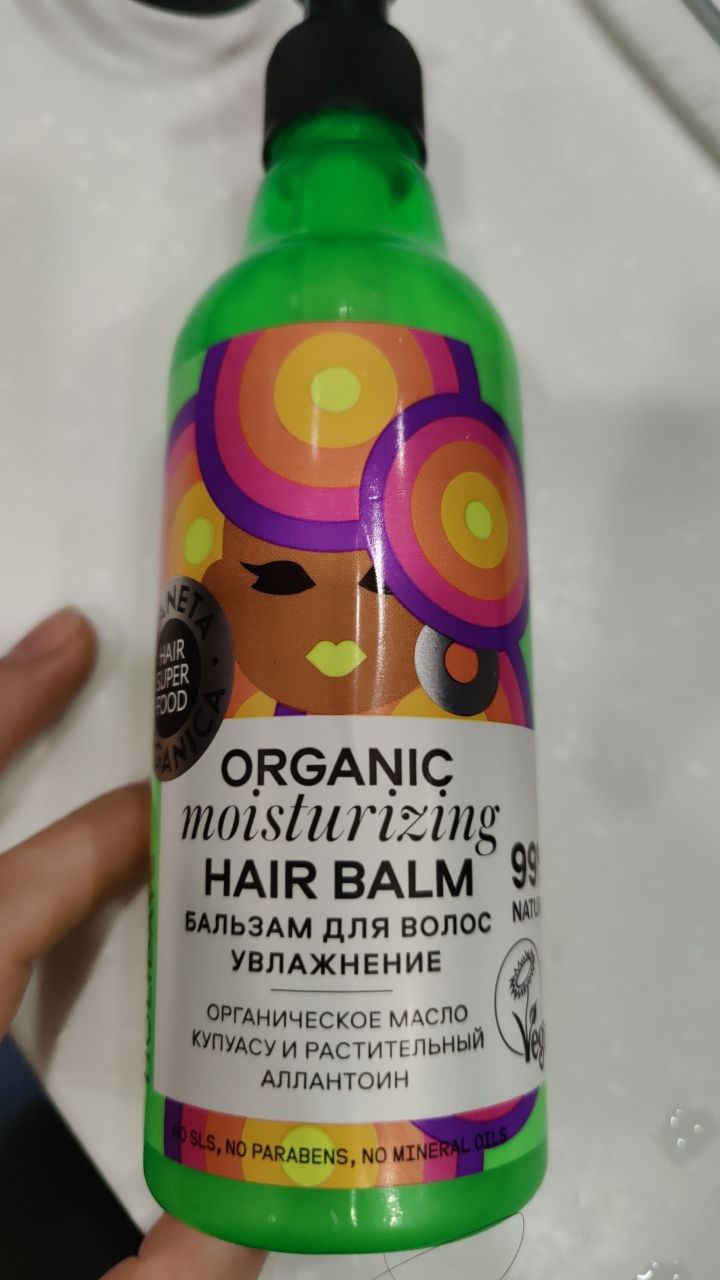 HAIR
SUPER
FOOD
ORGANIC
moisturizing
HAIR BALM
БАЛЬЗАМ ДЛЯ ВОЛОС
УВЛАЖНЕНИЕ
ОРГАНИЧЕСКОЕ МАСЛО
КУПУАСУ И РАСТИТЕЛЬНЫЙ
АЛЛАНТОИН
99
NO SLS, NO PARABENS, NO MINERAL OILS